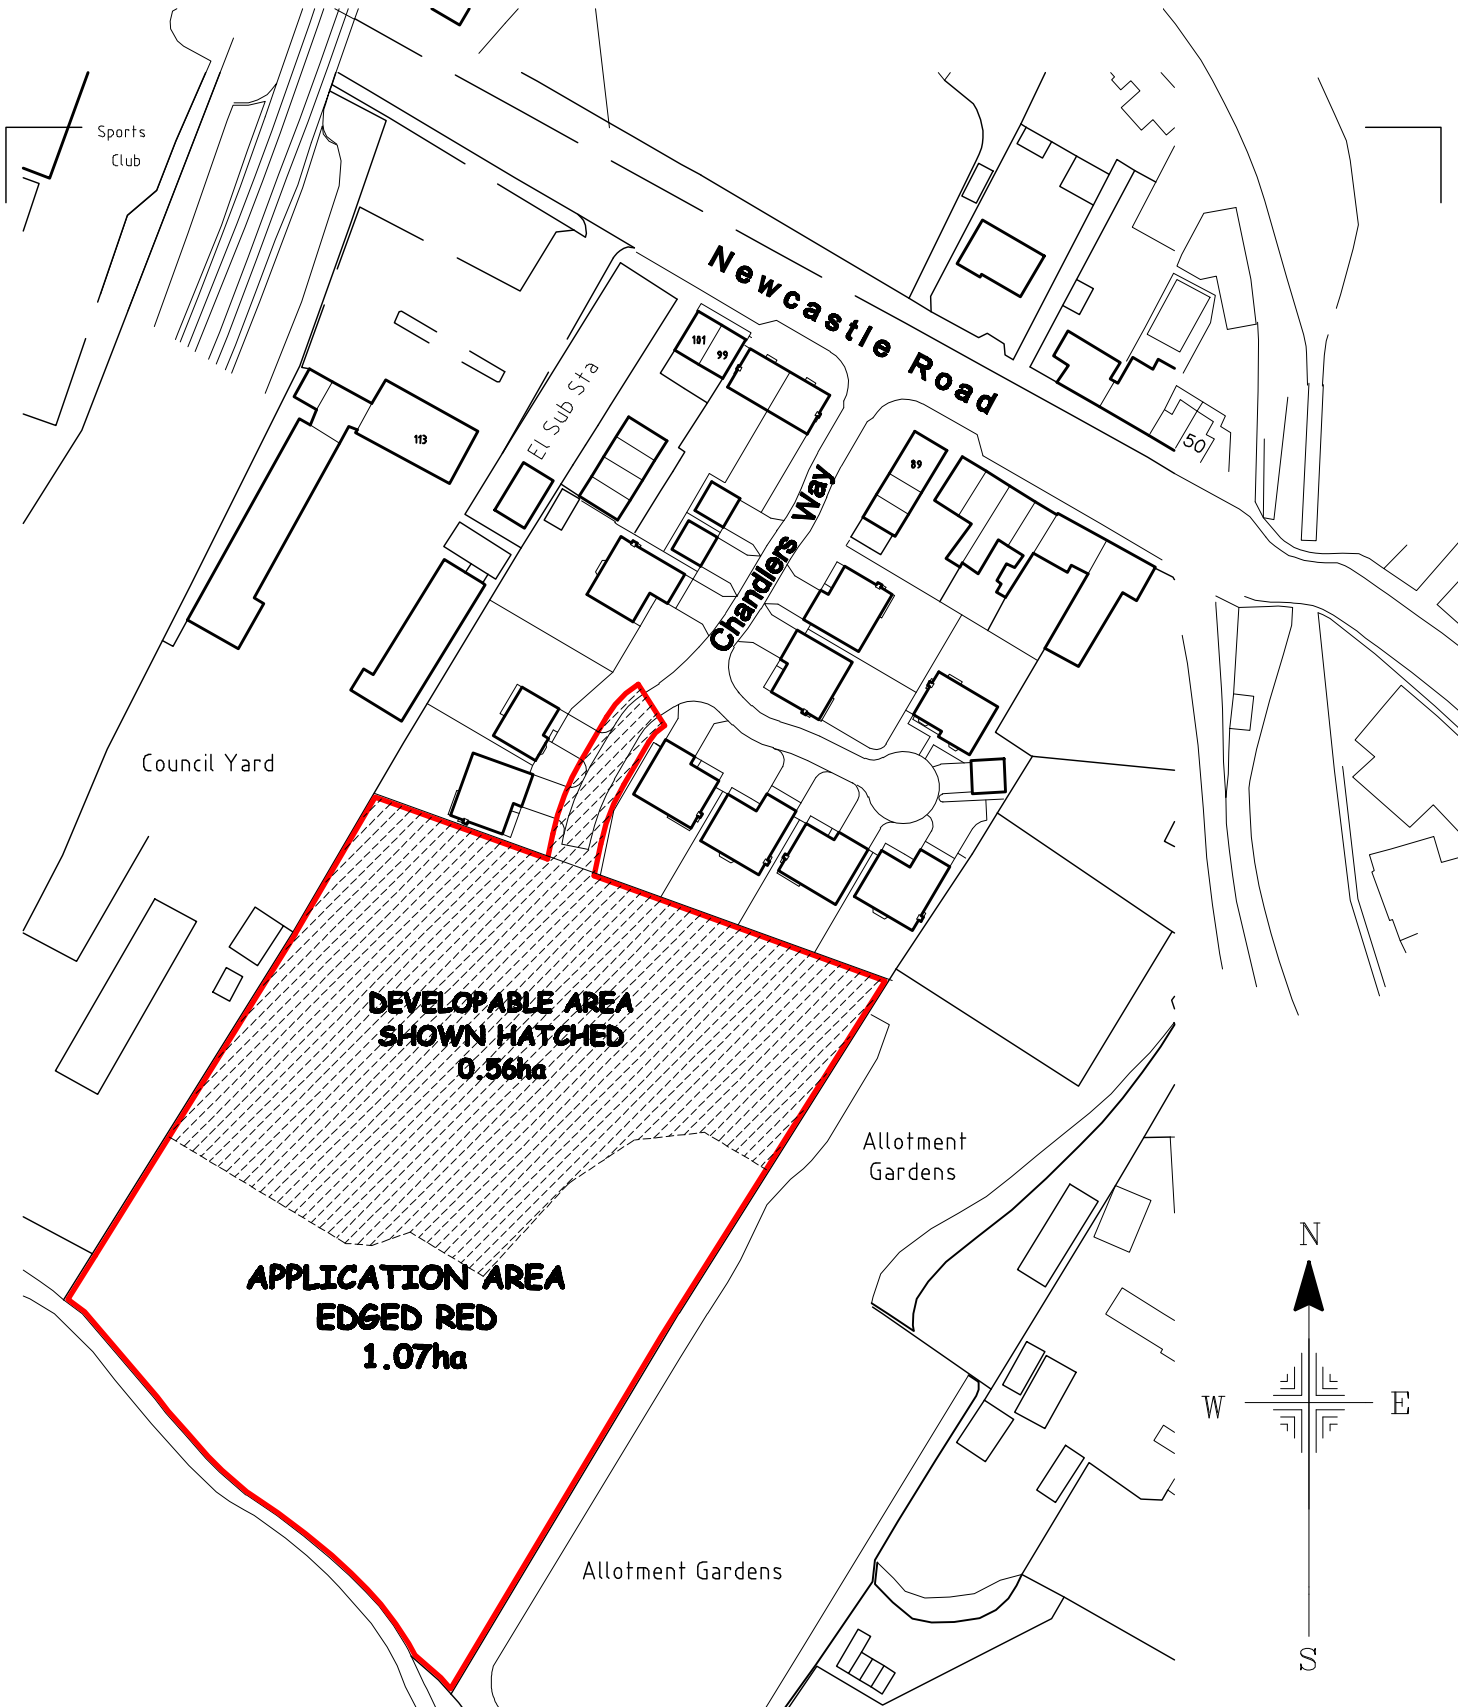 Sports
Club
Newcastle Road
101
99
El Sub Sta
113
89
50
Chandlers Way
Council Yard
DEVELOPABLE AREA
SHOWN HATCHED
0.56ha
Allotment
Gardens
APPLICATION AREA
EDGED RED
1.07ha
N
W
E
S
Allotment Gardens